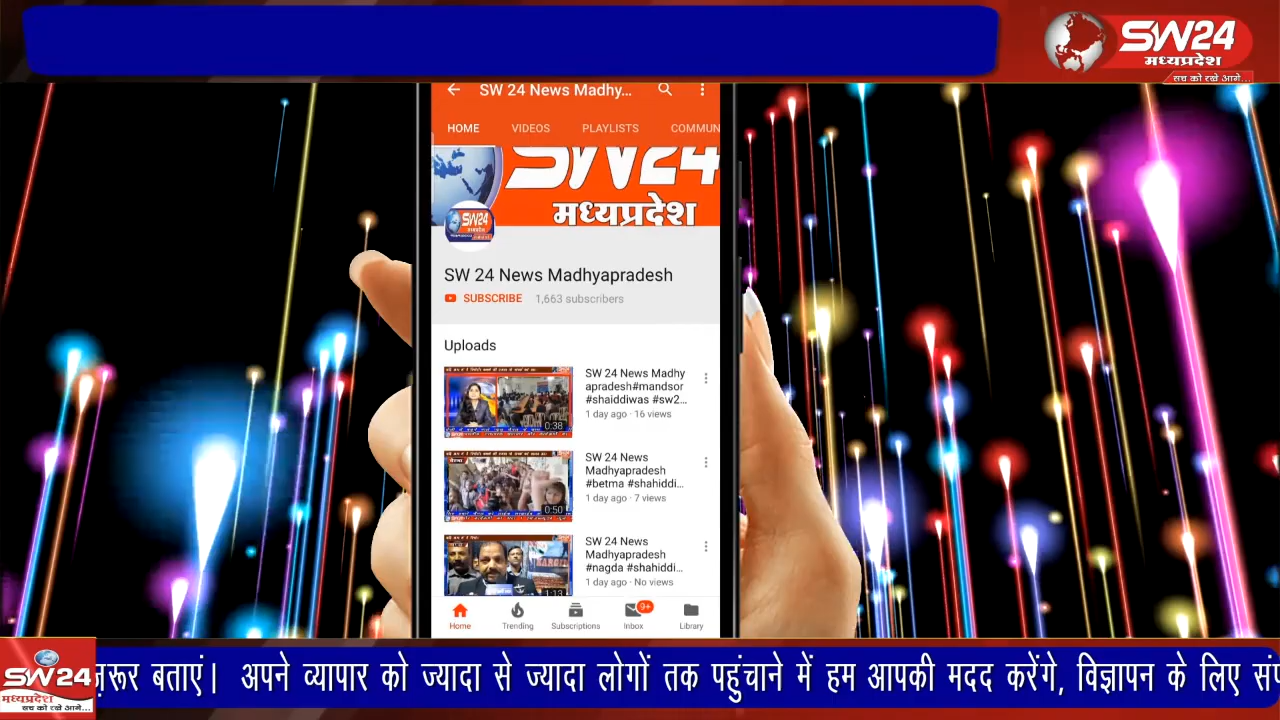 SW24
मध्यप्रदेश
सच को रखे आगे...
SW 24 News Madhy...
HOME VIDEOS PLAYLISTS COMMUN
SW24
मध्यप्रदेश
SW24
SW 24 News Madhyapradesh
SUBSCRIBE 1,663 subscribers
Uploads
SW 24 News Madhy
apradesh#mandsor
#shaiddiwas #sw2...
1 day ago · 16 views
0:38
SW 24 News
Madhyapradesh
#betma #shahiddi...
1 day ago · 7 views
0:50
SW 24 News
Madhyapradesh
#nagda #shahiddi...
1 day ago · No views
1:13
9+
Home Trending Subscriptions Inbox Library
SW24
मध्यप्रदेश
सच को रखे आगे...
ज़रूर बताएं। अपने व्यापार को ज्यादा से ज्यादा लोगों तक पहुंचाने में हम आपकी मदद करेंगे, विज्ञापन के लिए संप